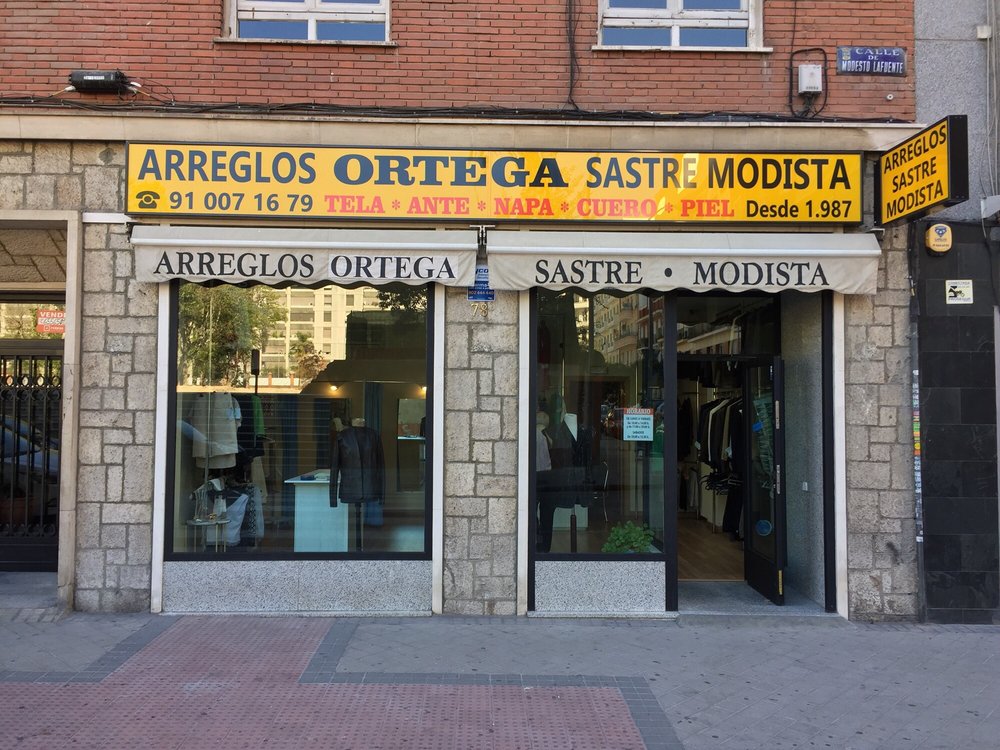 CALLE
DE
MODESTO LAFUENTE
ARREGLOS ORTEGA SASTRE MODISTA
91 007 16 79 TELA * ANTE * NAPA * CUERO * PIEL Desde 1.987
ARREGLOS
SASTRE
MODISTA
ARREGLOS ORTEGA
SASTRE • MODISTA
HORARIO